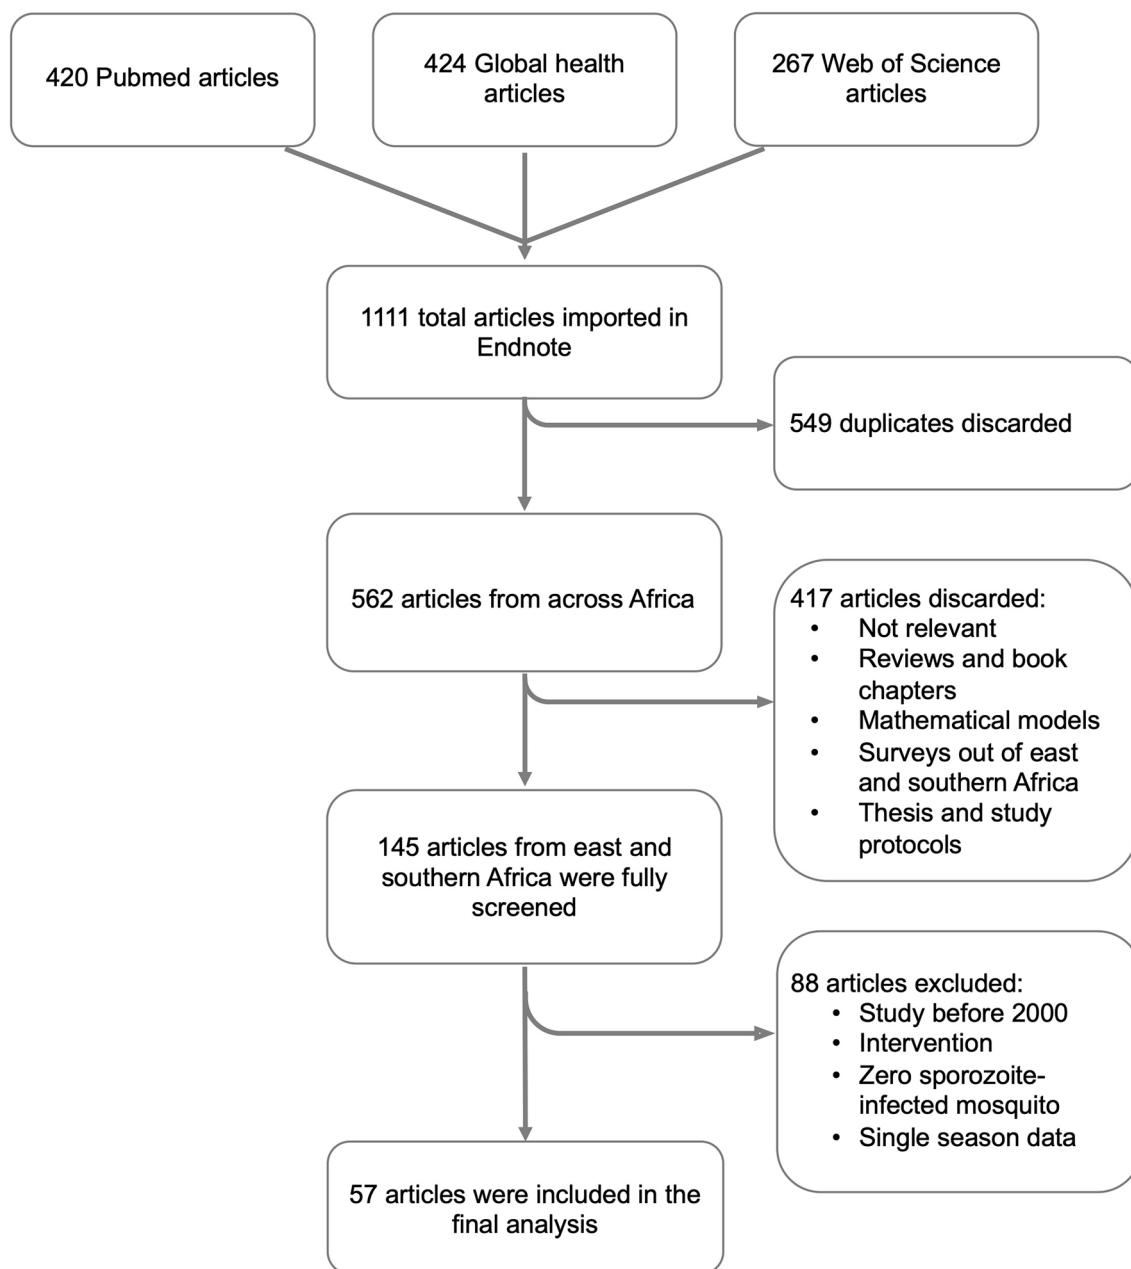 420 Pubmed articles
424 Global health
articles
267 Web of Science
articles
1111 total articles imported in
Endnote
549 duplicates discarded
562 articles from across Africa
417 articles discarded:
• Not relevant
• Reviews and book
chapters
• Mathematical models
• Surveys out of east
and southern Africa
• Thesis and study
protocols
145 articles from east and
southern Africa were fully
screened
88 articles excluded:
• Study before 2000
• Intervention
• Zero sporozoite-
infected mosquito
• Single season data
57 articles were included in the
final analysis